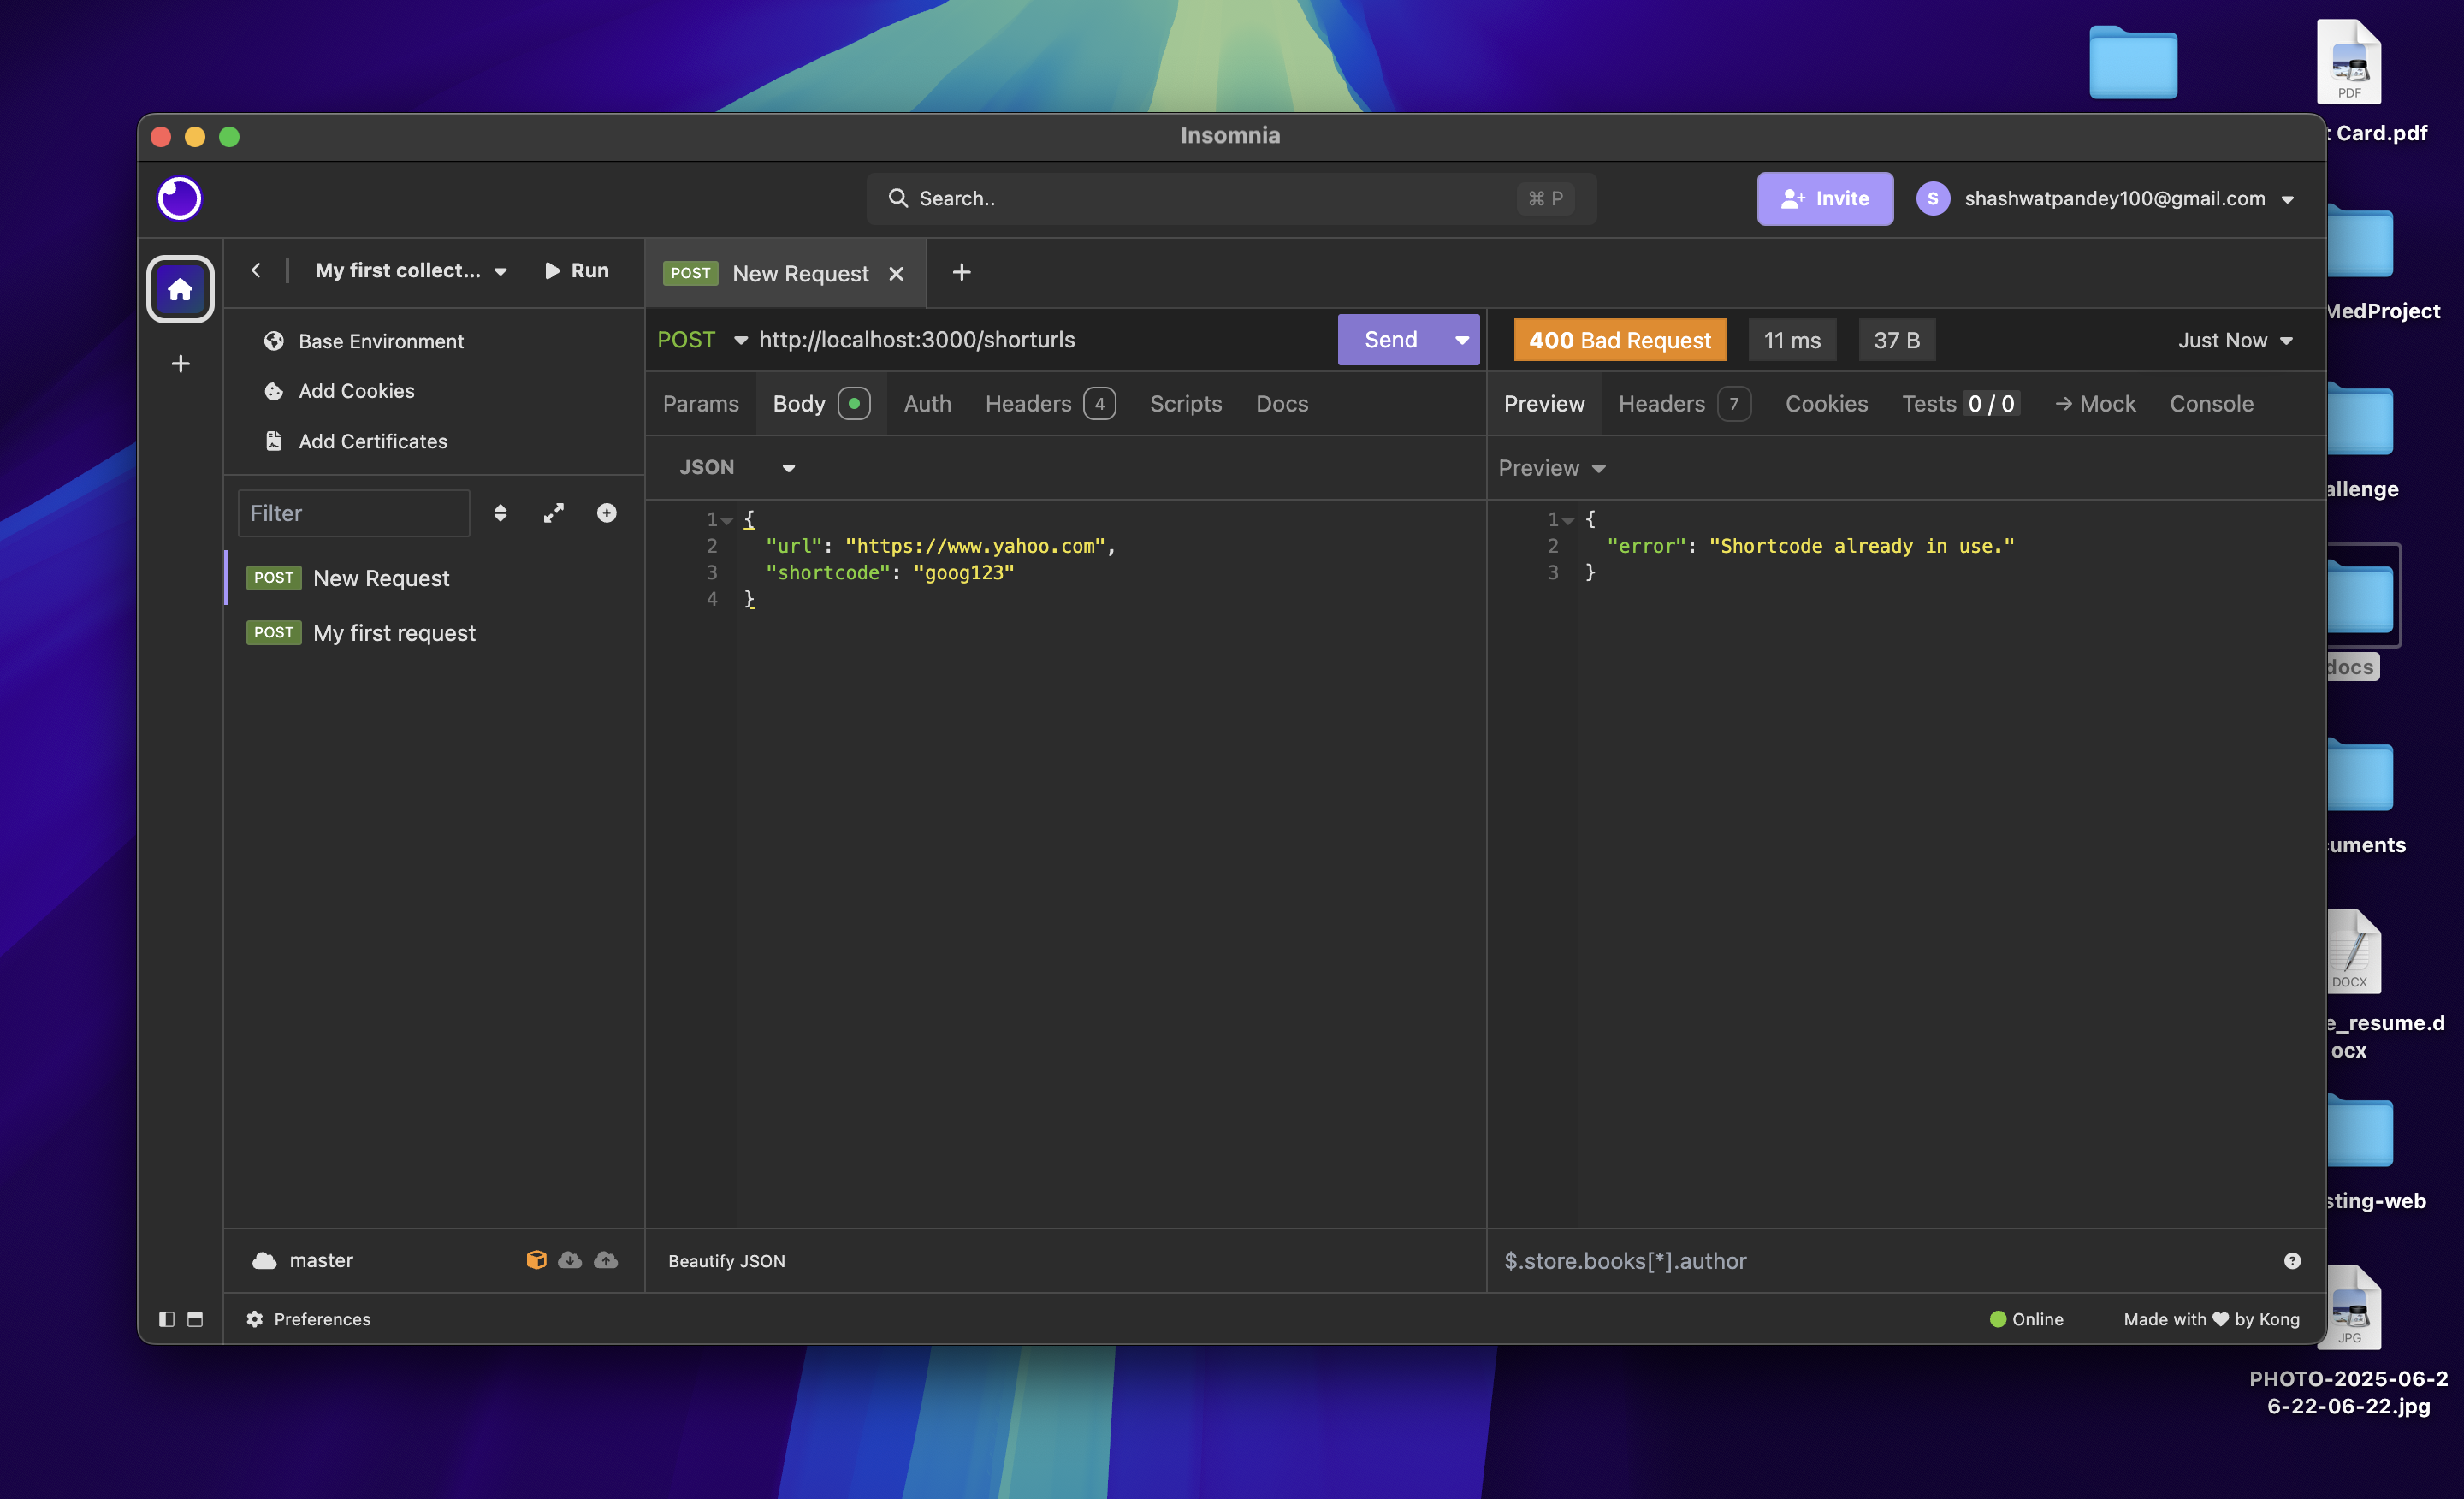 PDF
t Card.pdf
Insomnia
Search..
⌘ P
Invite
S
shashwatpandey100@gmail.com
My first collect...
Run
POST New Request
MedProject
Base Environment
POST
http://localhost:3000/shorturls
Send
400 Bad Request
11 ms
37 B
Just Now
Add Cookies
Params
Body
Auth
Headers 4
Scripts
Docs
Preview
Headers 7
Cookies
Tests 0 / 0
→ Mock
Console
Add Certificates
JSON
Preview
allenge
Filter
1 {
2 "url": "https://www.yahoo.com",
3 "shortcode": "goog123"
4 }
1 {
2 "error": "Shortcode already in use."
3 }
POST New Request
POST My first request
docs
cuments
DOCX
e_resume.d
ocx
sting-web
master
Beautify JSON
$.store.books[*].author
?
Preferences
Online
Made with ♥ by Kong
JPG
PHOTO-2025-06-2
6-22-06-22.jpg